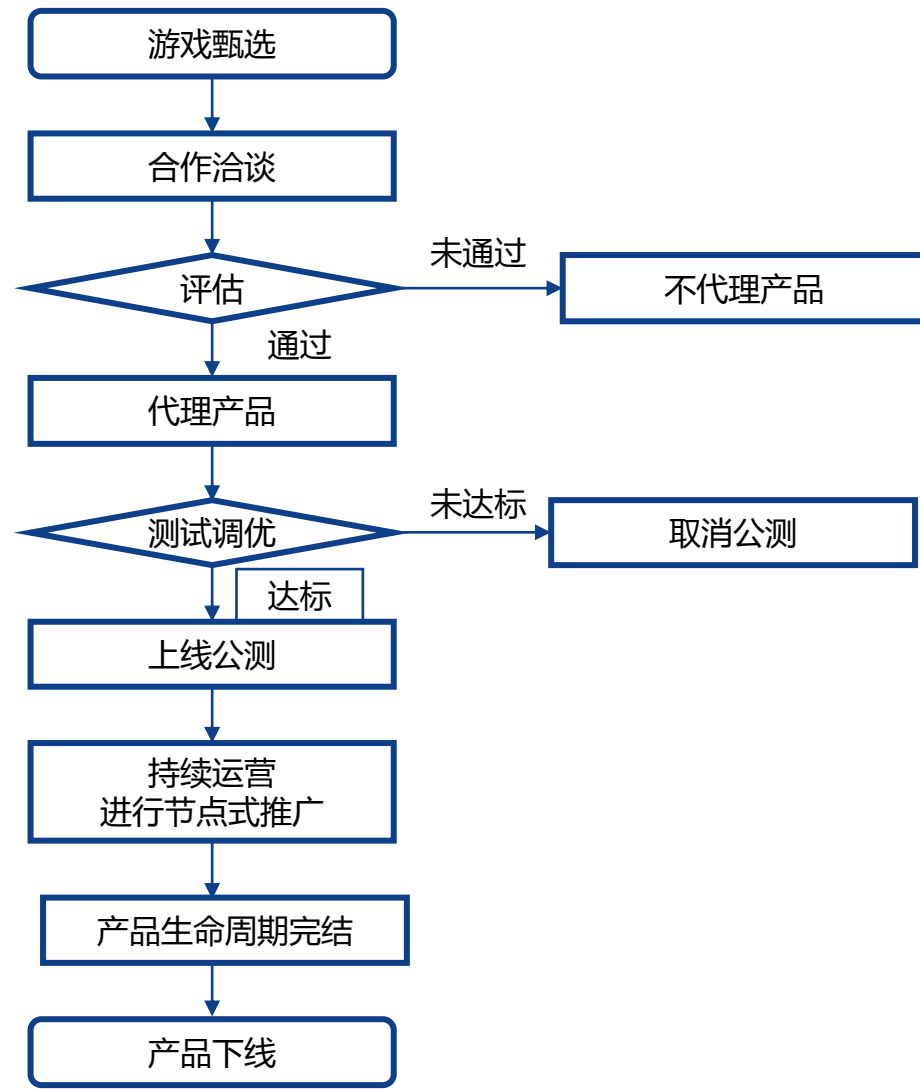 游戏甄选
合作洽谈
评估
未通过
不代理产品
通过
代理产品
测试调优
未达标
取消公测
达标
上线公测
持续运营
进行节点式推广
产品生命周期完结
产品下线